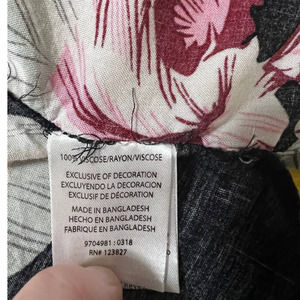 100% VISCOSE/RAYON/VISCOSE
EXCLUSIVE OF DECORATION
EXCLUYENDO LA DECORACION
EXCLUSIF DE DÉCORATION
MADE IN BANGLADESH
HECHO EN BANGLADESH
FABRIQUÉ EN BANGLADESH
9704981 : 0318
RN# 123827